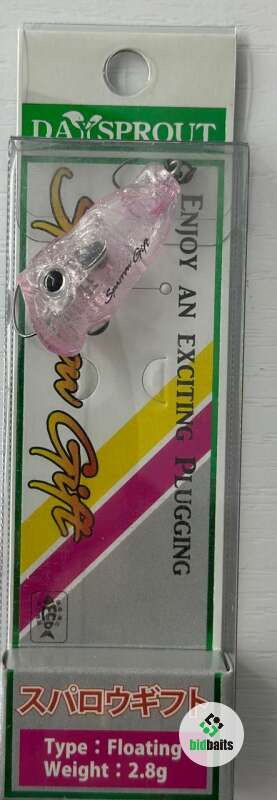 DAYSPROUT
ENJOY AN EXCITING PLUGGING
Sparrow Gift
Gift
スパロウギフト
Type：Floating
Weight：2.8g
bidbaits